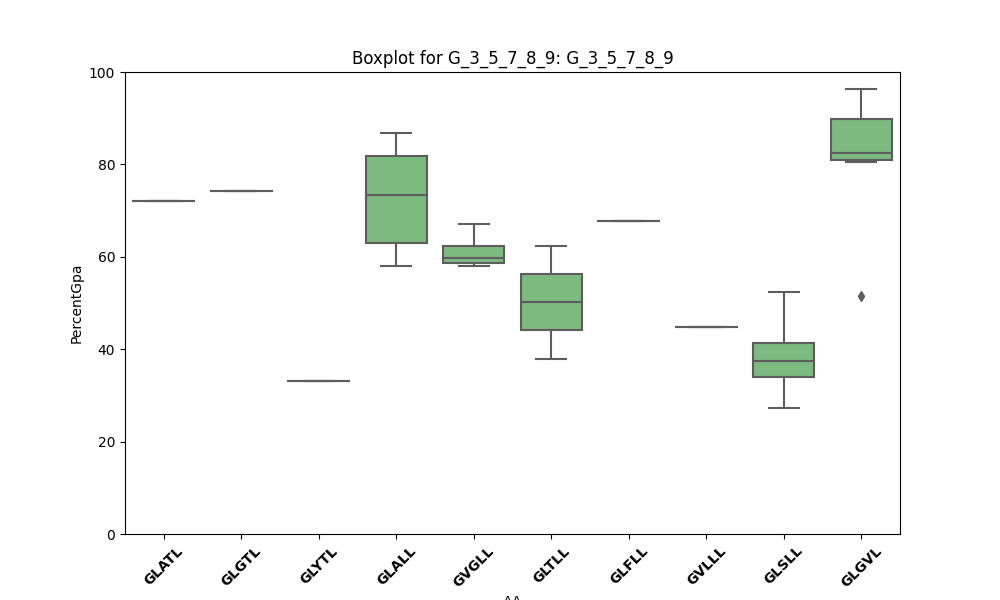 Boxplot for G_3_5_7_8_9: G_3_5_7_8_9
100
80
60
40
20
0
PercentGpa
GLATL
GLGTL
GLYTL
GLALL
GVGLL
GLTLL
GLFLL
GVLLL
GLSLL
GLGVL